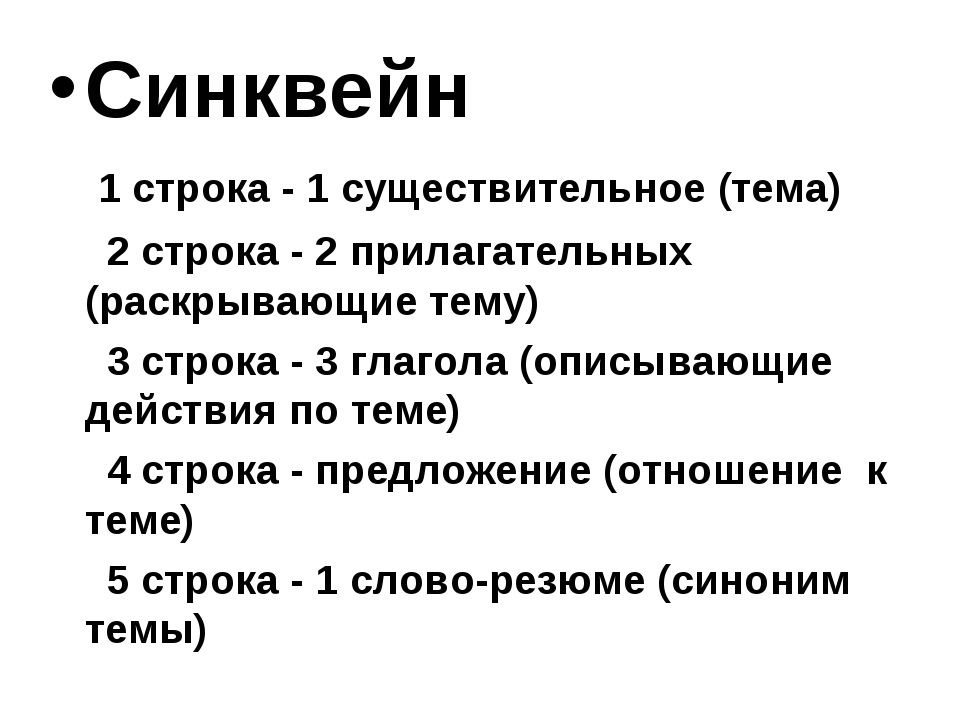 • Синквейн
1 строка - 1 существительное (тема)
2 строка - 2 прилагательных
(раскрывающие тему)
3 строка - 3 глагола (описывающие
действия по теме)
4 строка - предложение (отношение к
теме)
5 строка - 1 слово-резюме (синоним
темы)